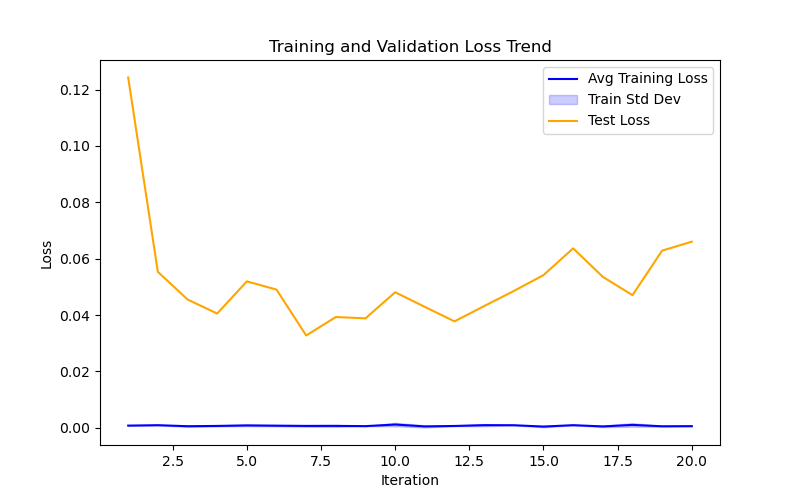 Training and Validation Loss Trend
Avg Training Loss
Train Std Dev
Test Loss
0.12
0.10
0.08
0.06
0.04
0.02
0.00
Loss
2.5 5.0 7.5 10.0 12.5 15.0 17.5 20.0
Iteration